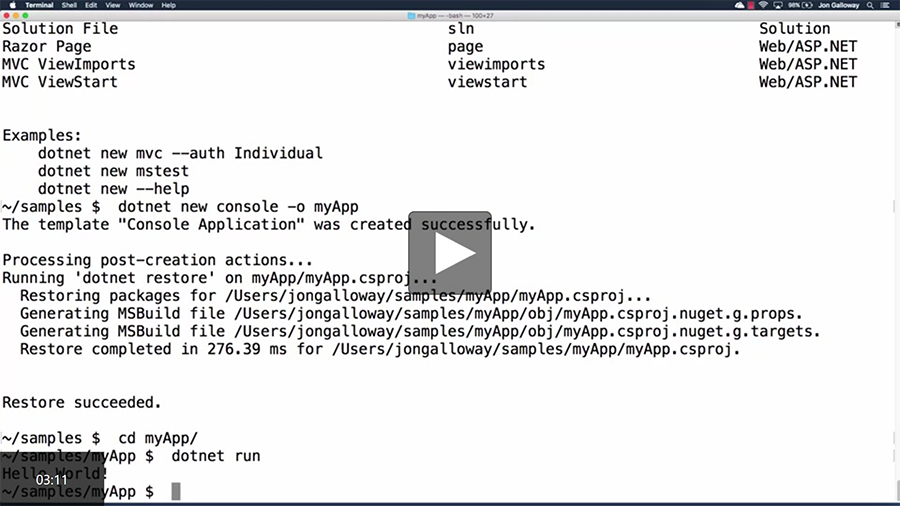 Terminal Shell Edit View Window Help 98% Jon Galloway
myApp — -bash — 100×27
Solution File sln Solution
Razor Page page Web/ASP.NET
MVC ViewImports viewimports Web/ASP.NET
MVC ViewStart viewstart Web/ASP.NET
Examples:
dotnet new mvc --auth Individual
dotnet new mstest
dotnet new --help
~/samples $ dotnet new console -o myApp
The template "Console Application" was created successfully.
Processing post-creation actions...
Running 'dotnet restore' on myApp/myApp.csproj...
Restoring packages for /Users/jongalloway/samples/myApp/myApp.csproj...
Generating MSBuild file /Users/jongalloway/samples/myApp/obj/myApp.csproj.nuget.g.props.
Generating MSBuild file /Users/jongalloway/samples/myApp/obj/myApp.csproj.nuget.g.targets.
Restore completed in 276.39 ms for /Users/jongalloway/samples/myApp/myApp.csproj.
Restore succeeded.
~/samples $ cd myApp/
~/samples/myApp $ dotnet run
Hello World!
03:11
~/samples/myApp $